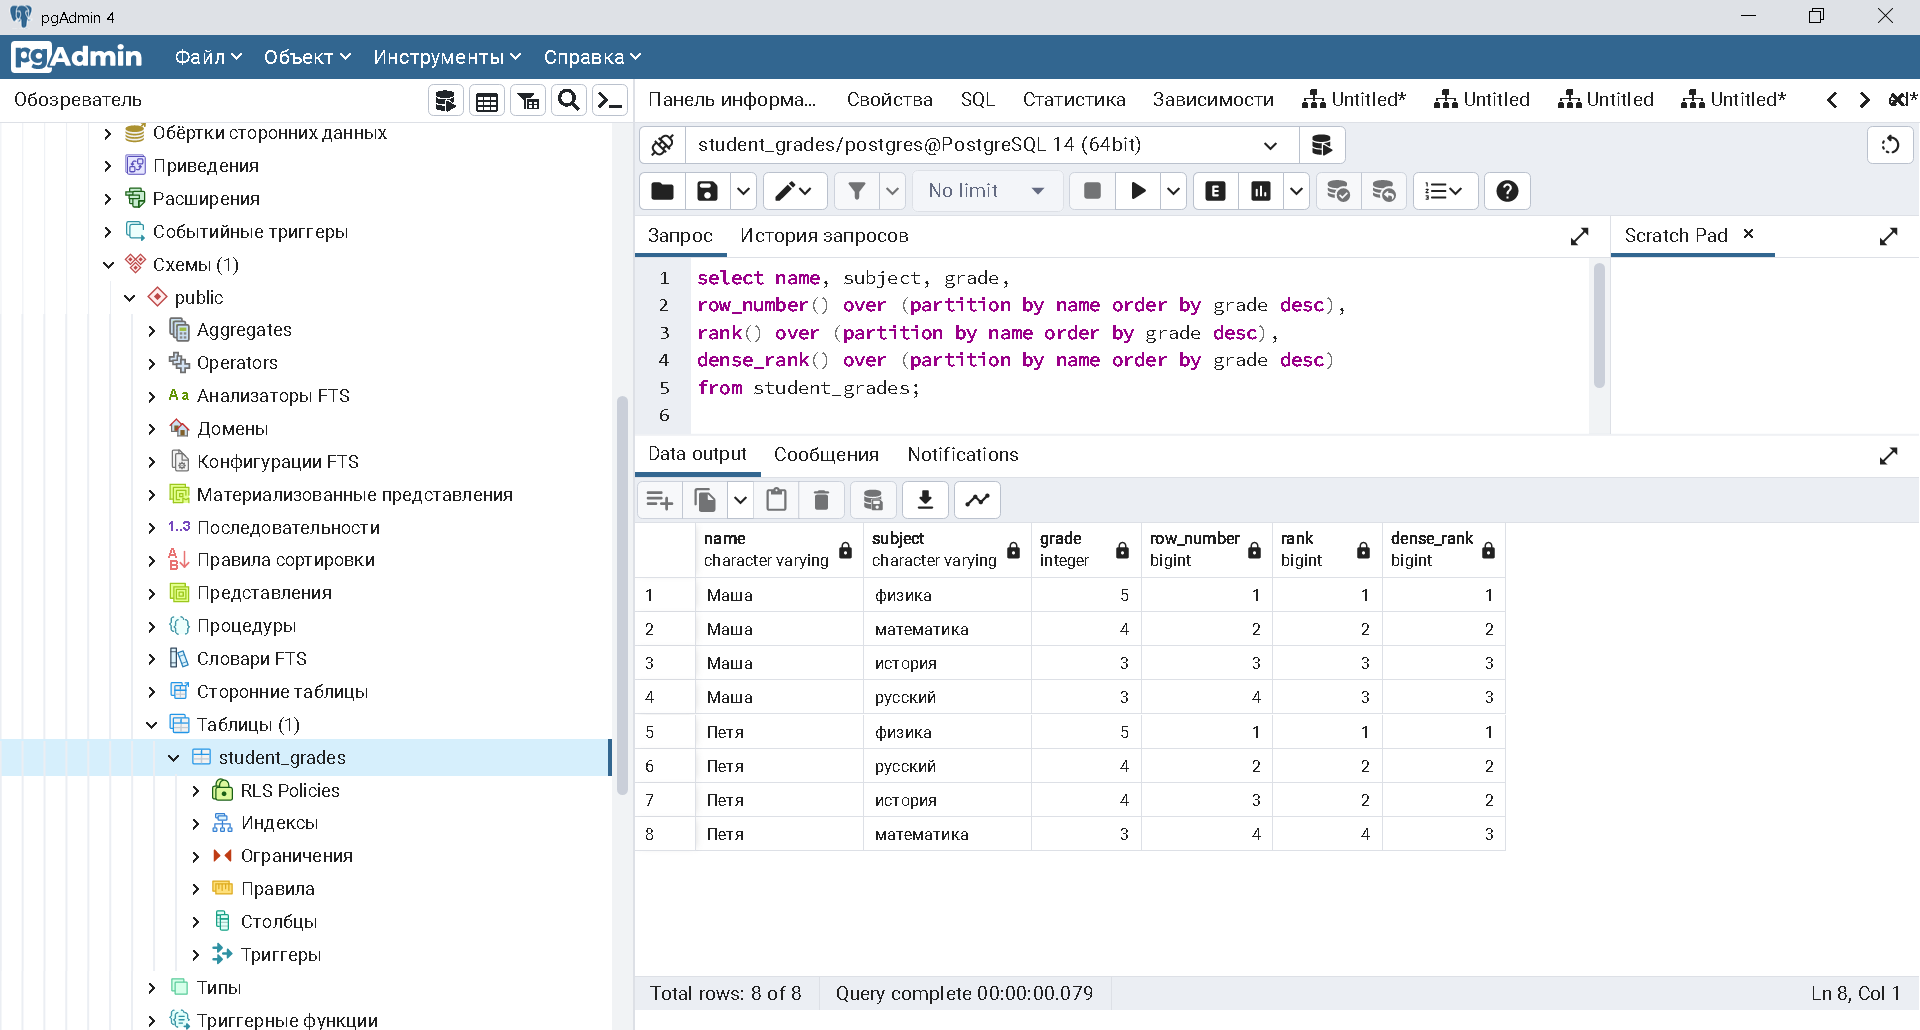 pgAdmin 4
pgAdmin Файл Объект Инструменты Справка
Обозреватель
Обёртки сторонних данных
Приведения
Расширения
Событийные триггеры
Схемы (1)
public
Aggregates
Operators
Aa Анализаторы FTS
Домены
Конфигурации FTS
Материализованные представления
1..3 Последовательности
Правила сортировки
Представления
Процедуры
Словари FTS
Сторонние таблицы
Таблицы (1)
student_grades
RLS Policies
Индексы
Ограничения
Правила
Столбцы
Триггеры
Типы
Триггерные функции
Панель информа... Свойства SQL Статистика Зависимости Untitled* Untitled Untitled Untitled*
student_grades/postgres@PostgreSQL 14 (64bit)
No limit
Запрос История запросов
Scratch Pad
1 select name, subject, grade,
2 row_number() over (partition by name order by grade desc),
3 rank() over (partition by name order by grade desc),
4 dense_rank() over (partition by name order by grade desc)
5 from student_grades;
6
Data output Сообщения Notifications
name subject grade row_number rank dense_rank
character varying character varying integer bigint bigint bigint
1 Маша физика 5 1 1 1
2 Маша математика 4 2 2 2
3 Маша история 3 3 3 3
4 Маша русский 3 4 3 3
5 Петя физика 5 1 1 1
6 Петя русский 4 2 2 2
7 Петя история 4 3 2 2
8 Петя математика 3 4 4 3
Total rows: 8 of 8 Query complete 00:00:00.079 Ln 8, Col 1